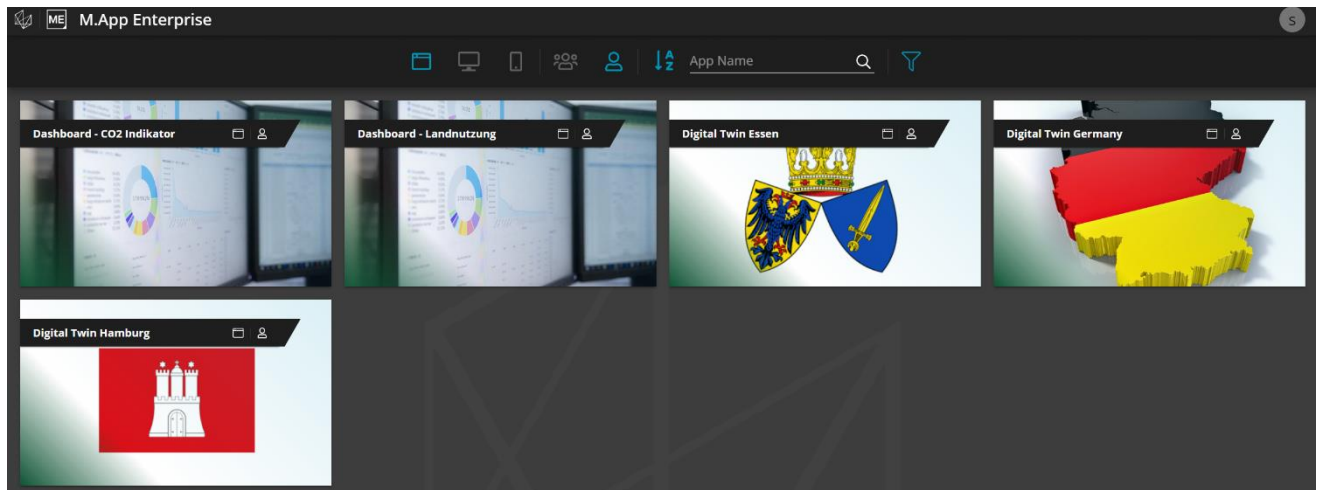 ME M.App Enterprise
S
A
Z
App Name
Dashboard - CO2 Indikator
Dashboard - Landnutzung
Digital Twin Essen
Digital Twin Germany
Digital Twin Hamburg